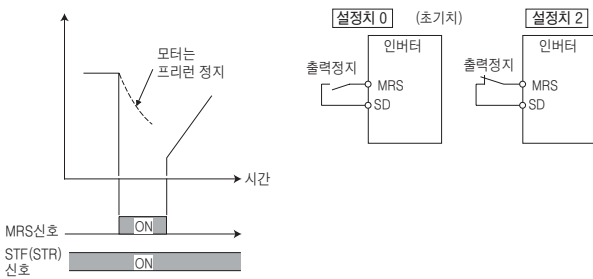 모터는
프리런 정지
시간
MRS신호
ON
STF(STR)
신호
ON
설정치 0 (초기치)
인버터
출력정지
MRS
SD
설정치 2
인버터
출력정지
MRS
SD